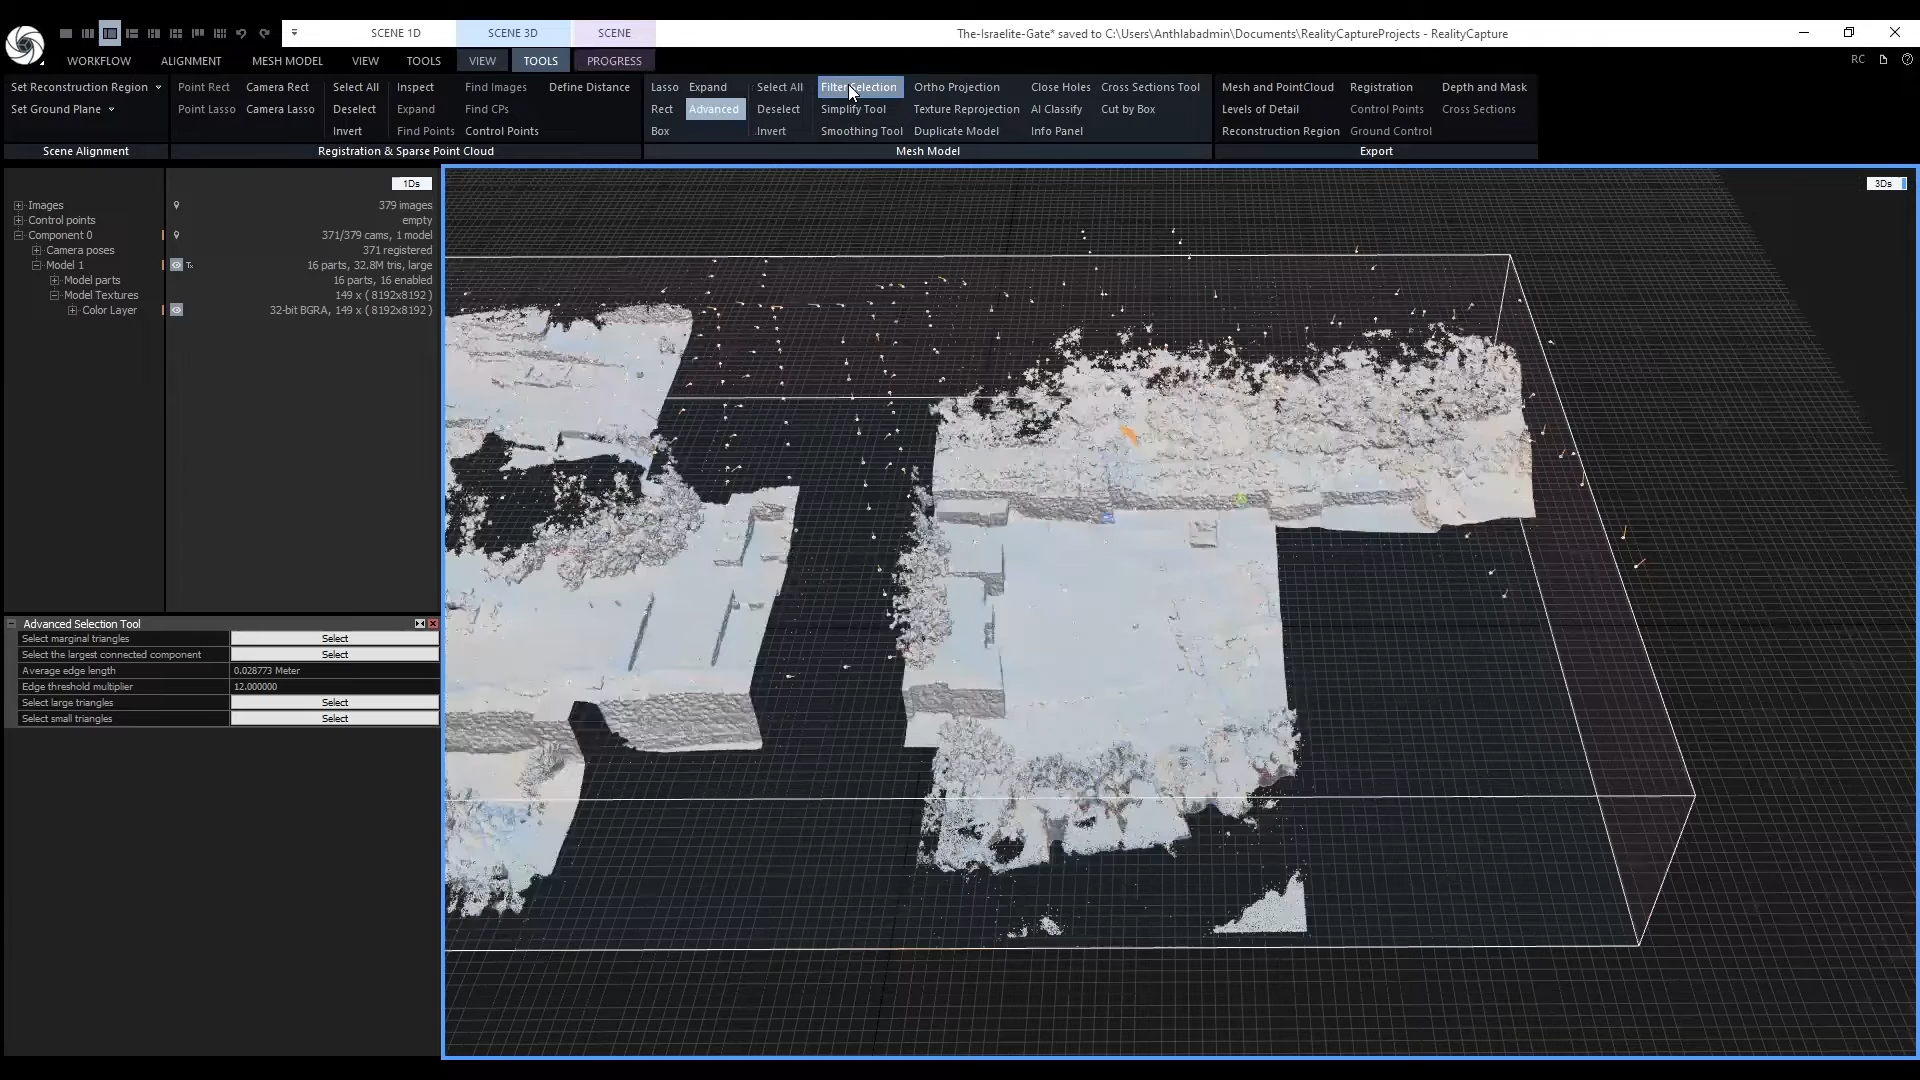 SCENE 1D
SCENE 3D
SCENE
The-Israelite-Gate* saved to C:\Users\Anthlabadmin\Documents\RealityCaptureProjects - RealityCapture
WORKFLOW
ALIGNMENT
MESH MODEL
VIEW
TOOLS
VIEW
TOOLS
PROGRESS
RC
Set Reconstruction Region
Set Ground Plane
Scene Alignment
Point Rect
Camera Rect
Point Lasso
Camera Lasso
Select All
Deselect
Invert
Inspect
Expand
Find Points
Find Images
Find CPs
Control Points
Define Distance
Registration & Sparse Point Cloud
Lasso
Expand
Rect
Advanced
Box
Select All
Deselect
Invert
Filter Selection
Simplify Tool
Smoothing Tool
Ortho Projection
Texture Reprojection
Duplicate Model
Close Holes
AI Classify
Info Panel
Cross Sections Tool
Cut by Box
Mesh Model
Mesh and PointCloud
Levels of Detail
Reconstruction Region
Registration
Control Points
Ground Control
Depth and Mask
Cross Sections
Export
1Ds
3Ds
Images 379 images
Control points empty
Component 0 371/379 cams, 1 model
Camera poses 371 registered
Model 1 Tx 16 parts, 32.8M tris, large
Model parts 16 parts, 16 enabled
Model Textures 149 x ( 8192x8192 )
Color Layer 32-bit BGRA, 149 x ( 8192x8192 )
Advanced Selection Tool
Select marginal triangles Select
Select the largest connected component Select
Average edge length 0.028773 Meter
Edge threshold multiplier 12.000000
Select large triangles Select
Select small triangles Select